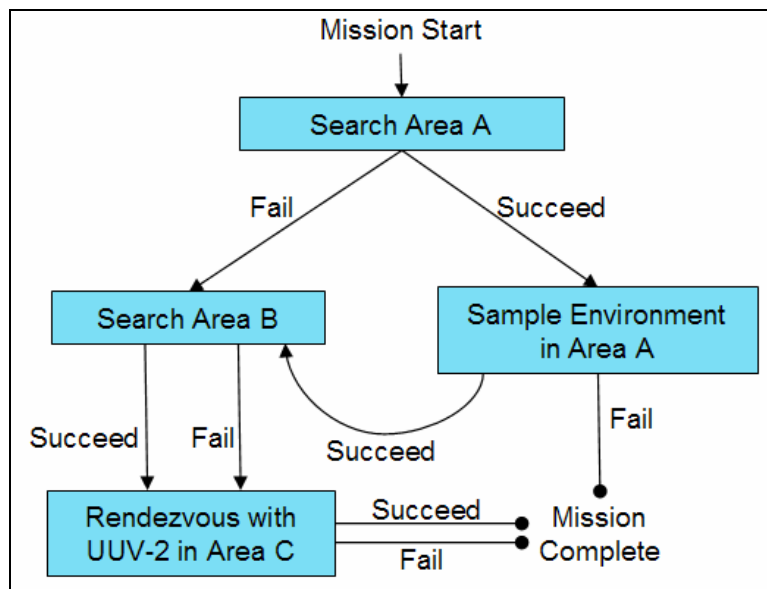 Mission Start
Search Area A
Fail
Succeed
Search Area B
Sample Environment
in Area A
Succeed
Fail
Succeed
Fail
Rendezvous with
UUV-2 in Area C
Succeed
Fail
Mission
Complete